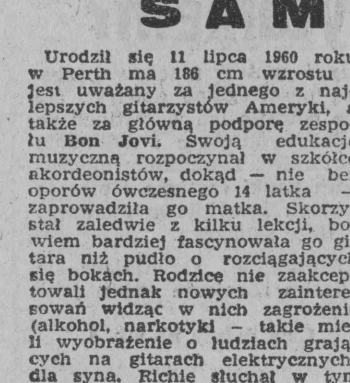 SAM
Urodził się 11 lipca 1960 roku
w Perth ma 186 cm wzrostu
jest uważany za jednego z naj-
lepszych gitarzystów Ameryki, a
także za główną podporę zespo-
łu Bon Jovi. Swoją edukację
muzyczną rozpoczynał w szkółce
akordeonistów, dokąd — nie be
oporów ówczesnego 14 latka —
zaprowadziła go matka. Skorzy-
stał zaledwie z kilku lekcji, bo
wiem bardziej fascynowała go gi
tara niż pudło o rozciągającyc
się bokach. Rodzice nie zaakcep
towali jednak nowych zaintere
sowań widząc w nich zagrożeni
(alkohol, narkotyki — takie mie
li wyobrażenie o ludziach grają
cych na gitarach elektrycznych
dla syna. Richie słuchał w tym